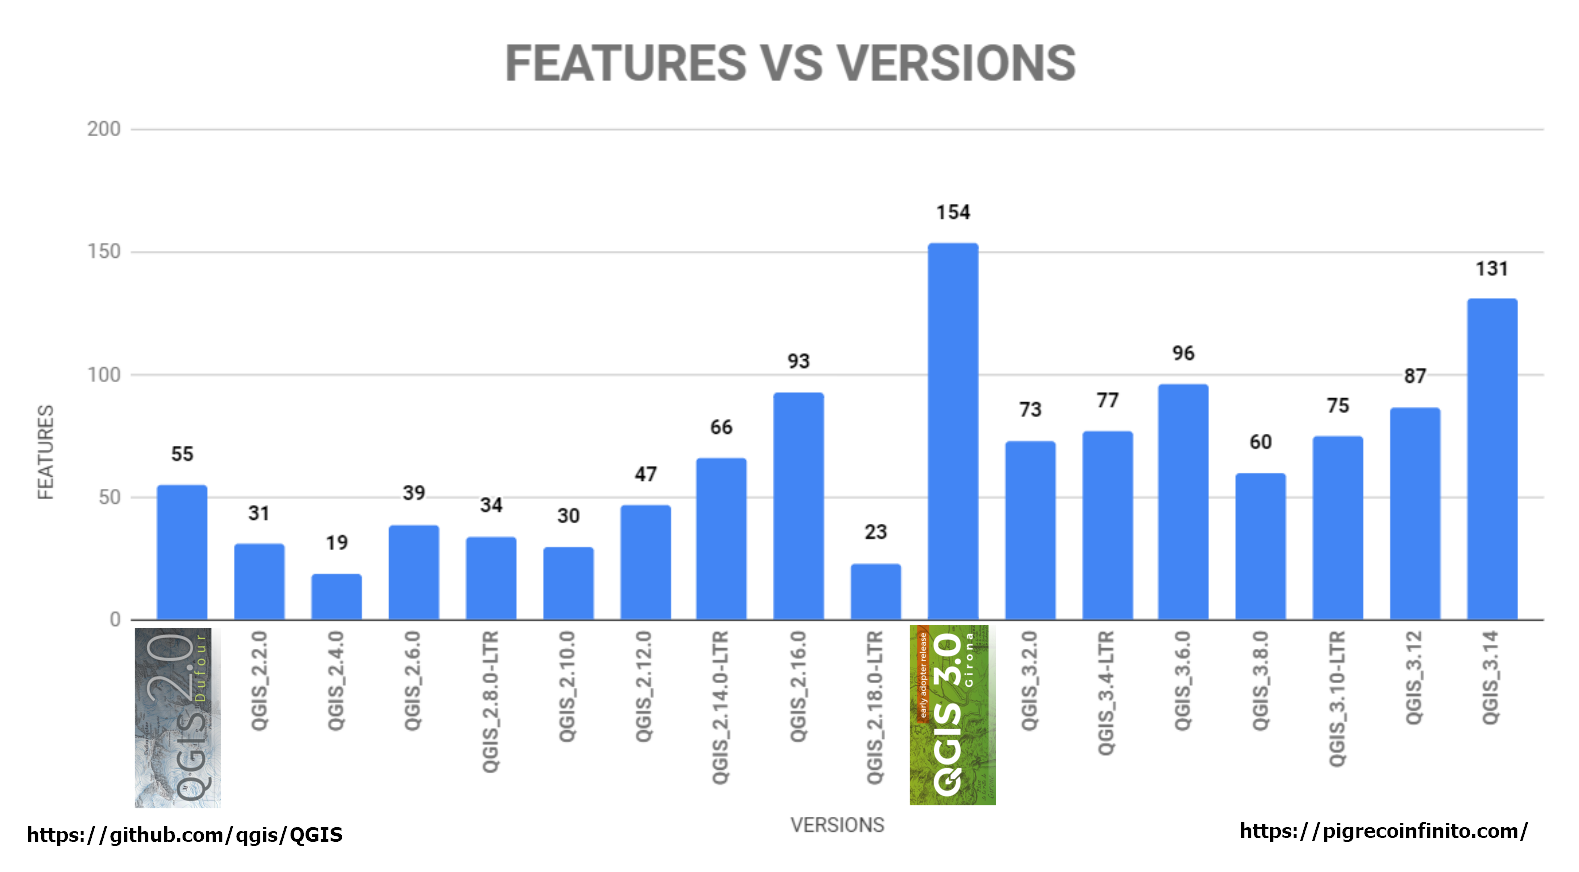 FEATURES VS VERSIONS
200
150
100
50
0
FEATURES
55
31
19
39
34
30
47
66
93
23
154
73
77
96
60
75
87
131
QGIS 2.0
Dufour
QGIS_2.2.0
QGIS_2.4.0
QGIS_2.6.0
QGIS_2.8.0-LTR
QGIS_2.10.0
QGIS_2.12.0
QGIS_2.14.0-LTR
QGIS_2.16.0
QGIS_2.18.0-LTR
early adopter release
QGIS 3.0
Girona
QGIS_3.2.0
QGIS_3.4-LTR
QGIS_3.6.0
QGIS_3.8.0
QGIS_3.10-LTR
QGIS_3.12
QGIS_3.14
VERSIONS
https://github.com/qgis/QGIS
https://pigrecoinfinito.com/